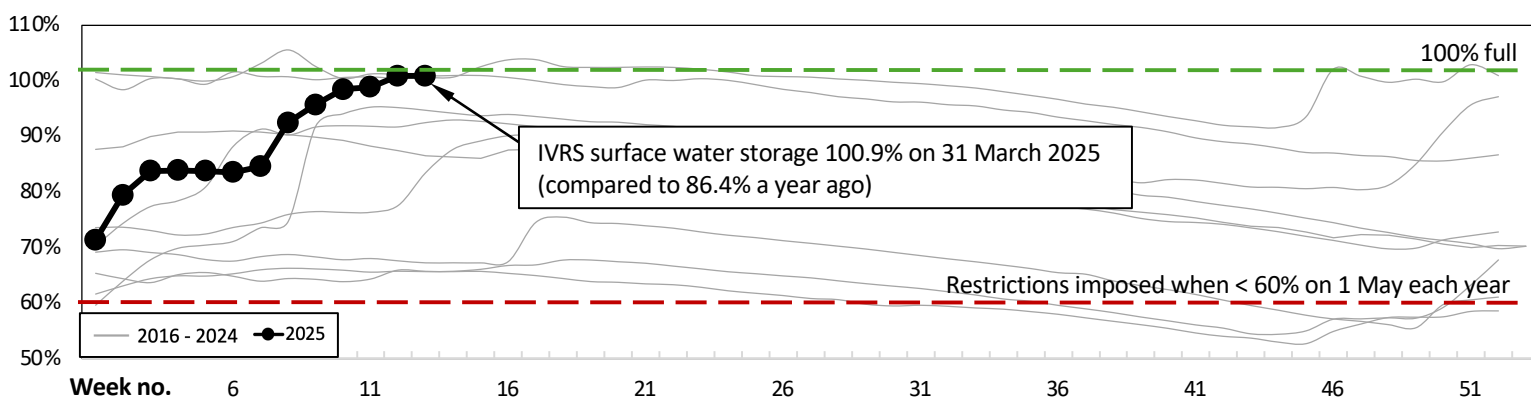 110%
100%
90%
80%
70%
60%
50%
100% full
IVRS surface water storage 100.9% on 31 March 2025
(compared to 86.4% a year ago)
Restrictions imposed when < 60% on 1 May each year
2016 - 2024 2025
Week no. 6 11 16 21 26 31 36 41 46 51